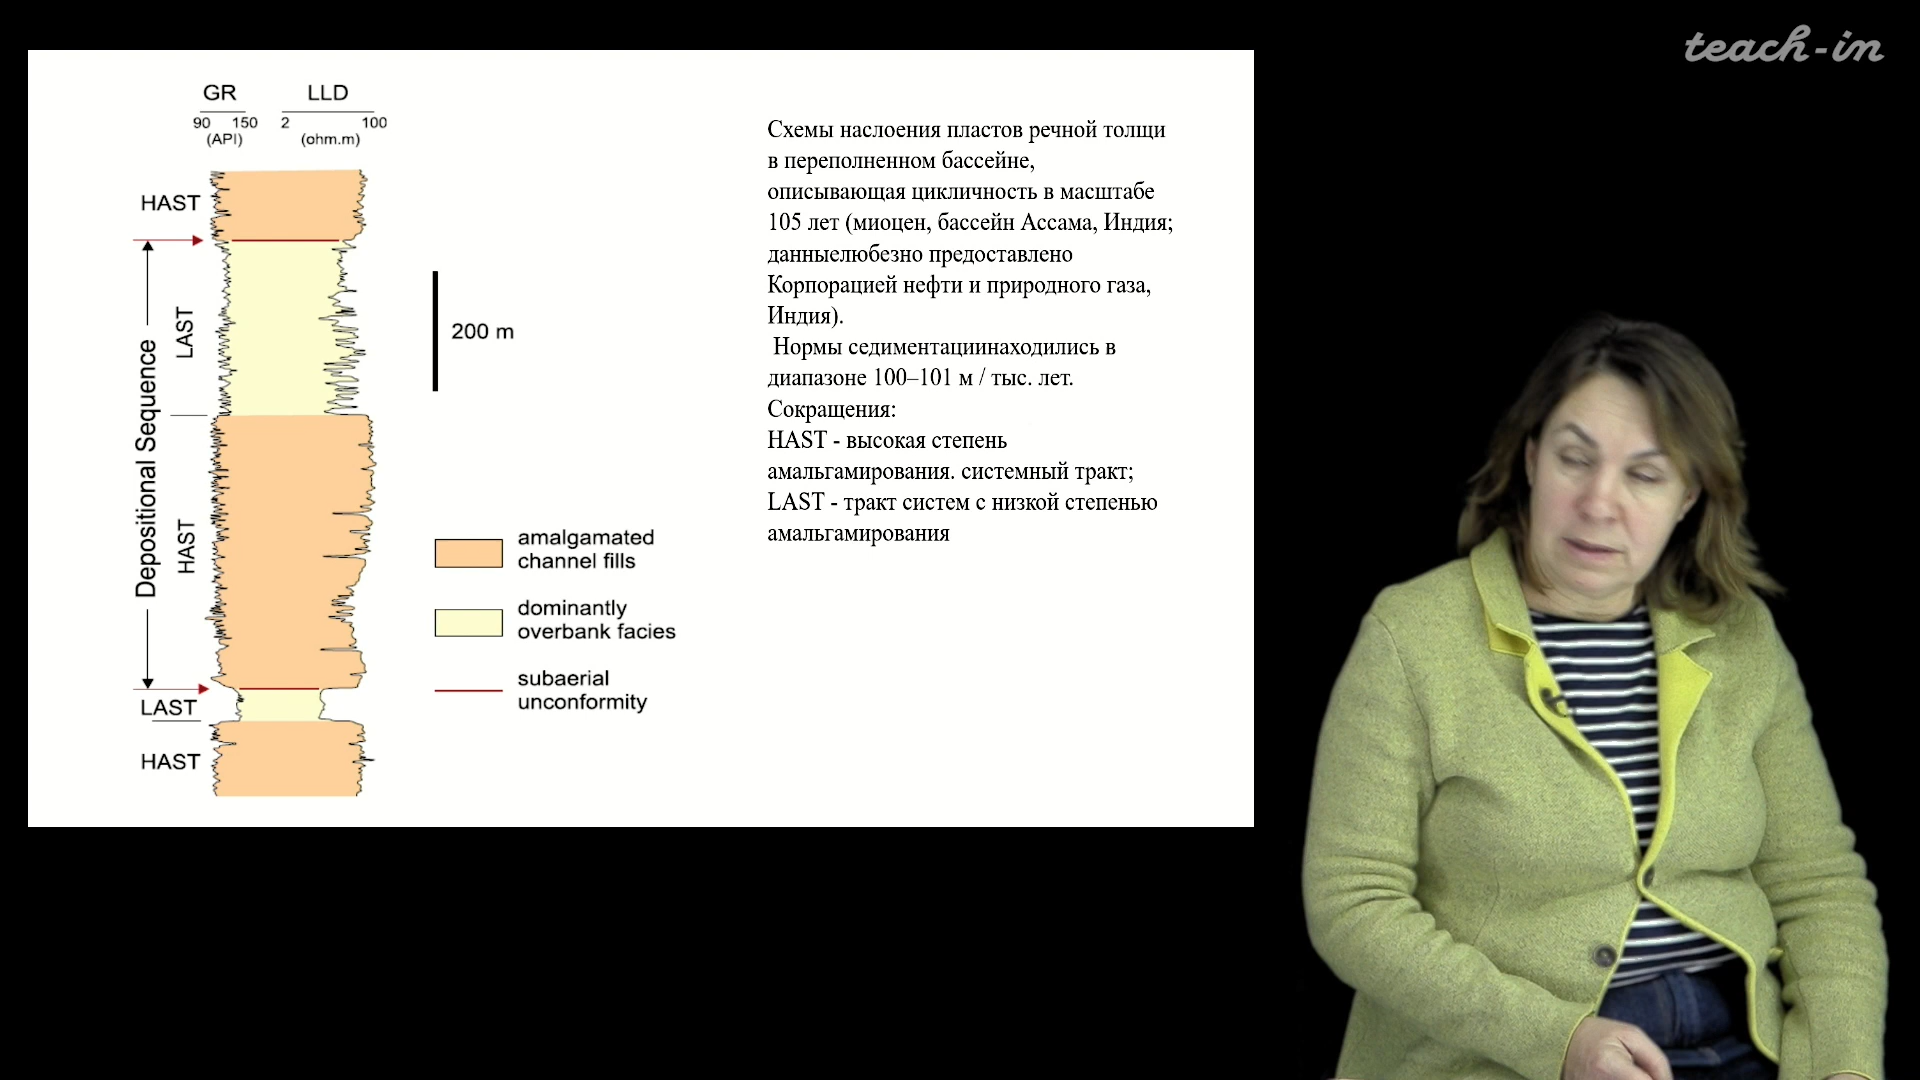 teach-in
GR LLD
90 150 2 100
(API) (ohm.m)
HAST
LAST
Depositional Sequence
HAST
LAST
HAST
200 m
amalgamated
channel fills
dominantly
overbank facies
subaerial
unconformity
Схемы наслоения пластов речной толщи
в переполненном бассейне,
описывающая цикличность в масштабе
105 лет (миоцен, бассейн Ассама, Индия;
данныелюбезно предоставлено
Корпорацией нефти и природного газа,
Индия).
Нормы седиментациинаходились в
диапазоне 100–101 м / тыс. лет.
Сокращения:
HAST - высокая степень
амальгамирования. системный тракт;
LAST - тракт систем с низкой степенью
амальгамирования